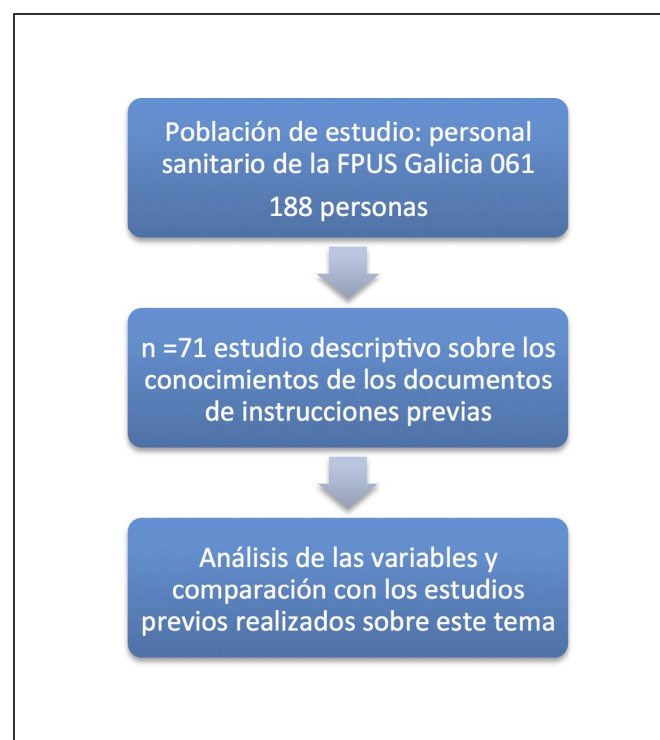 Población de estudio: personal
sanitario de la FPUS Galicia 061
188 personas
n =71 estudio descriptivo sobre los
conocimientos de los documentos
de instrucciones previas
Análisis de las variables y
comparación con los estudios
previos realizados sobre este tema